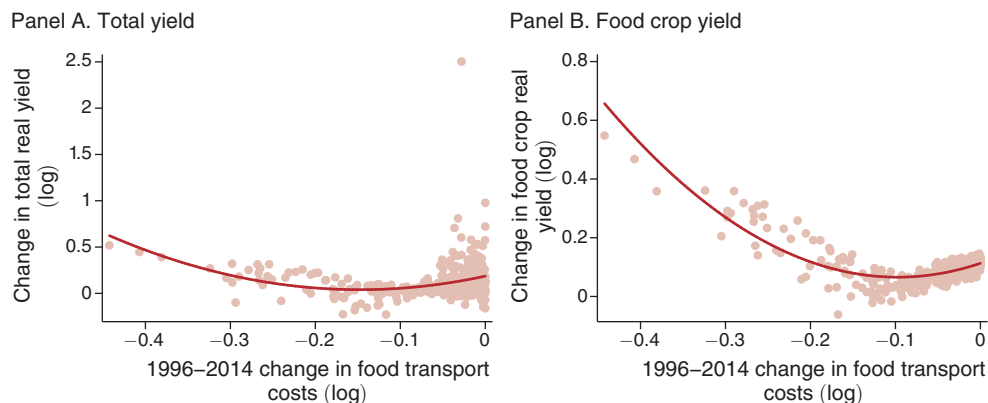 Panel A. Total yield
Change in total real yield
(log)
2.5
2
1.5
1
0.5
0
−0.4
−0.3
−0.2
−0.1
0
1996–2014 change in food transport
costs (log)
Panel B. Food crop yield
Change in food crop real
yield (log)
0.8
0.6
0.4
0.2
0
−0.4
−0.3
−0.2
−0.1
0
1996–2014 change in food transport
costs (log)